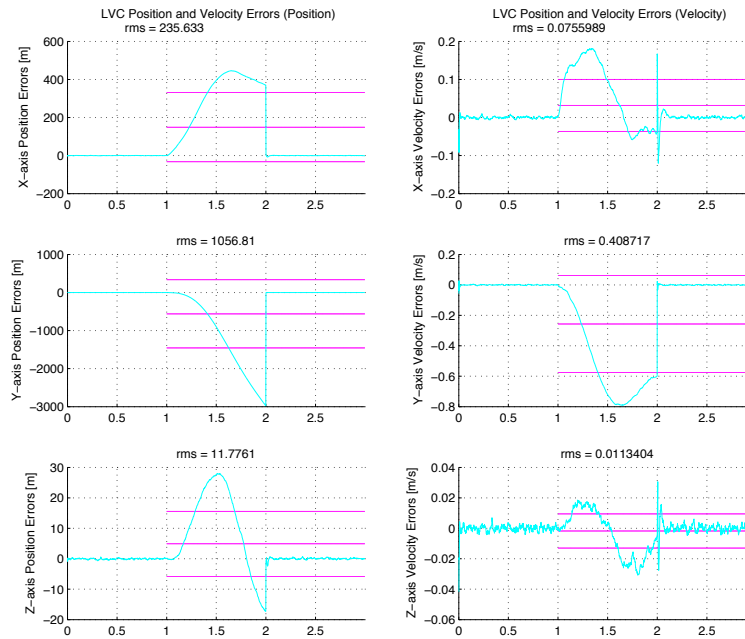 LVC Position and Velocity Errors (Position)
rms = 235.633
X−axis Position Errors [m]
600
400
200
0
−200
0 0.5 1 1.5 2 2.5
LVC Position and Velocity Errors (Velocity)
rms = 0.0755989
X−axis Velocity Errors [m/s]
0.2
0.1
0
−0.1
−0.2
0 0.5 1 1.5 2 2.5
rms = 1056.81
Y−axis Position Errors [m]
1000
0
−1000
−2000
−3000
0 0.5 1 1.5 2 2.5
rms = 0.408717
Y−axis Velocity Errors [m/s]
0.2
0
−0.2
−0.4
−0.6
−0.8
0 0.5 1 1.5 2 2.5
rms = 11.7761
Z−axis Position Errors [m]
30
20
10
0
−10
−20
0 0.5 1 1.5 2 2.5
rms = 0.0113404
Z−axis Velocity Errors [m/s]
0.04
0.02
0
−0.02
−0.04
−0.06
0 0.5 1 1.5 2 2.5